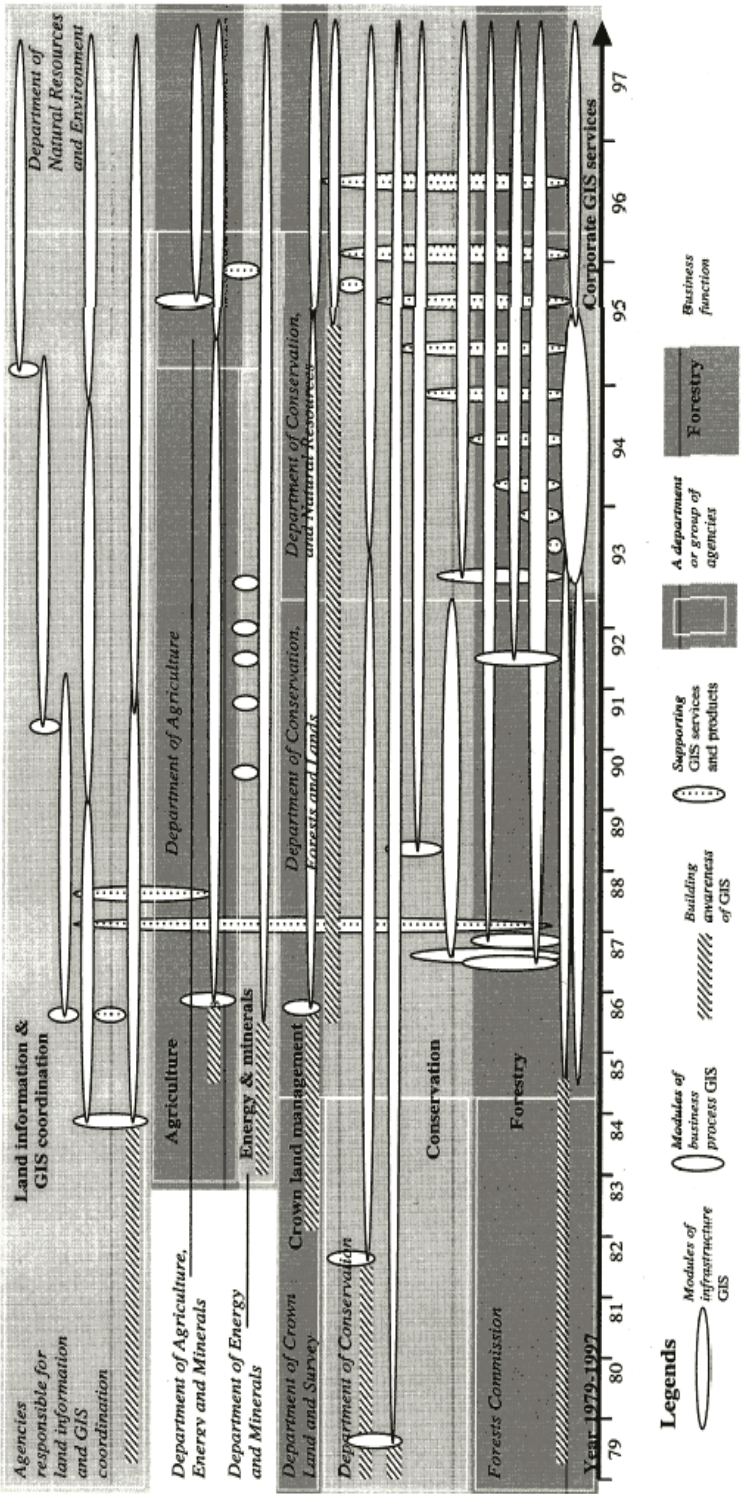 Agencies
responsible for
land information
and GIS
coordination
Land information &
GIS coordination
Department of
Natural Resources
and Environment
Department of Agriculture,
Energy and Minerals
Agriculture
Department of Agriculture
Department of Energy
and Minerals
Energy & minerals
Department of Crown
Land and Survey
Crown land management
Department of Conservation,
Forests and Lands
Department of Conservation,
and Natural Resources
Department of Conservation
Conservation
Forests Commission
Forestry
Year 1979-1997
Corporate GIS services
79 80 81 82 83 84 85 86 87 88 89 90 91 92 93 94 95 96 97
Legends
Modules of
infrastructure
GIS
Modules of
business
process GIS
Building
awareness
of GIS
Supporting
GIS services
and products
A department
or group of
agencies
Forestry
Business
function